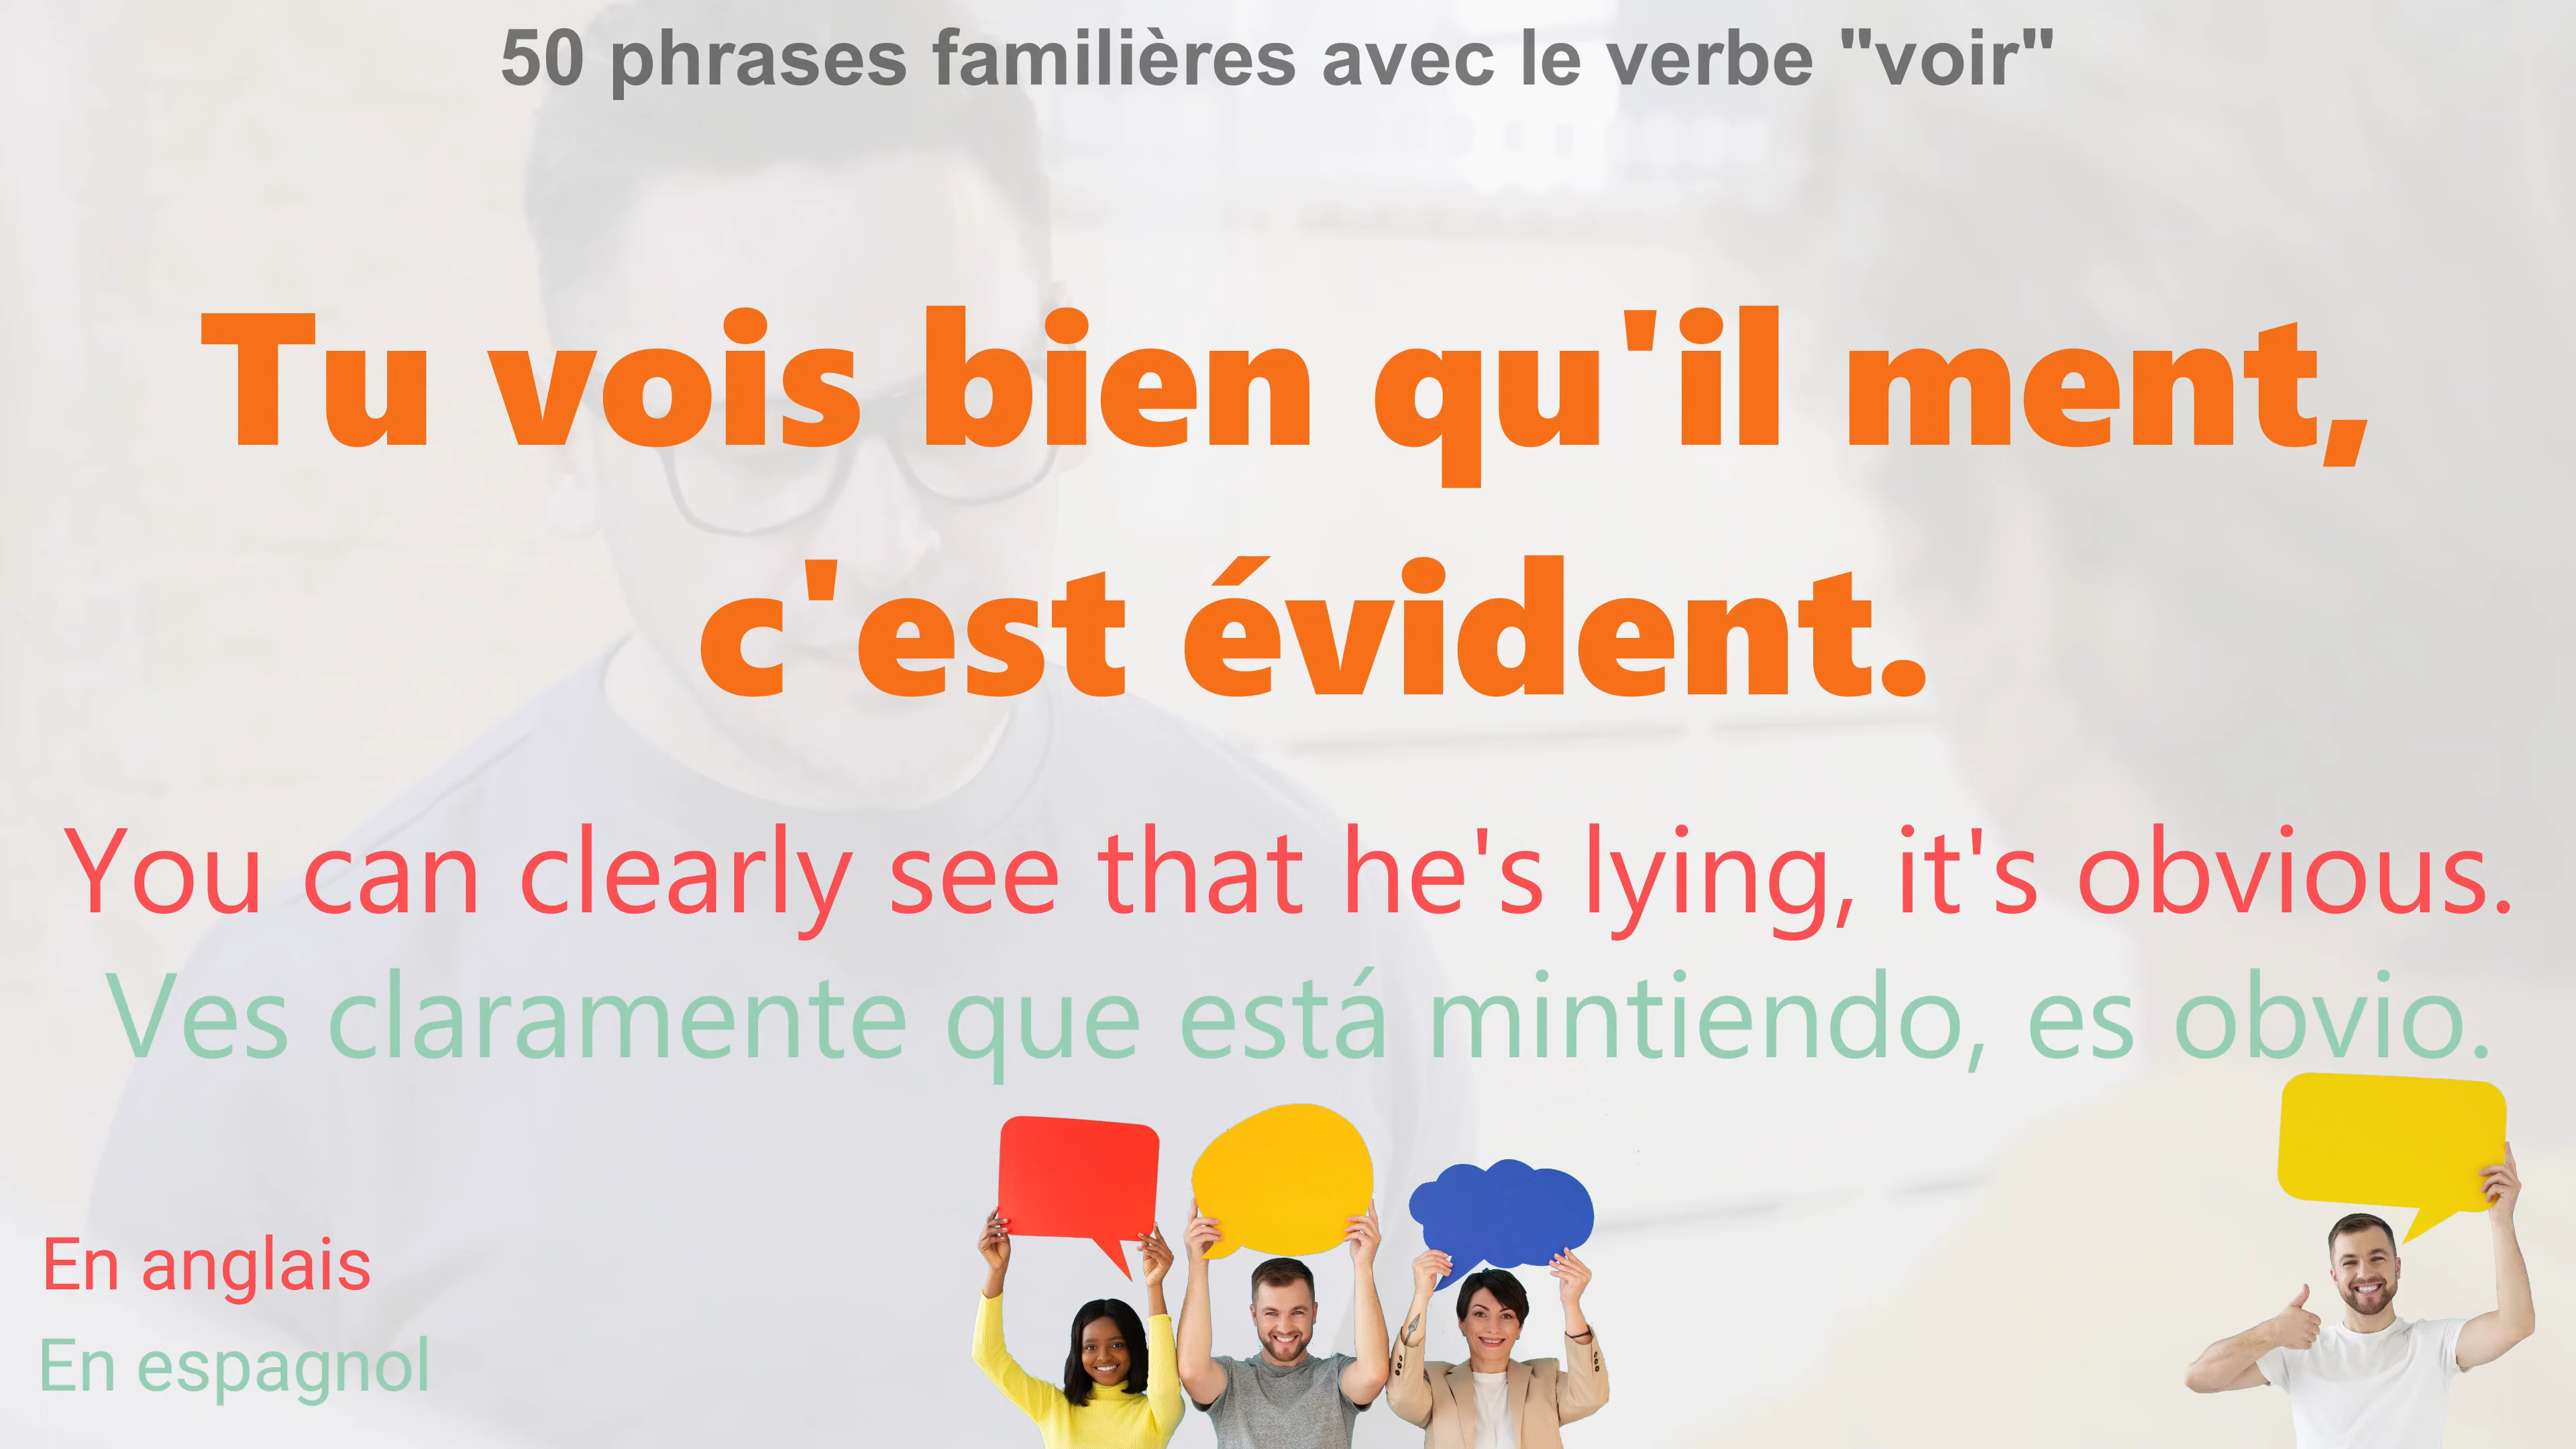 50 phrases familières avec le verbe "voir"
Tu vois bien qu'il ment,
c'est évident.
You can clearly see that he's lying, it's obvious.
Ves claramente que está mintiendo, es obvio.
En anglais
En espagnol